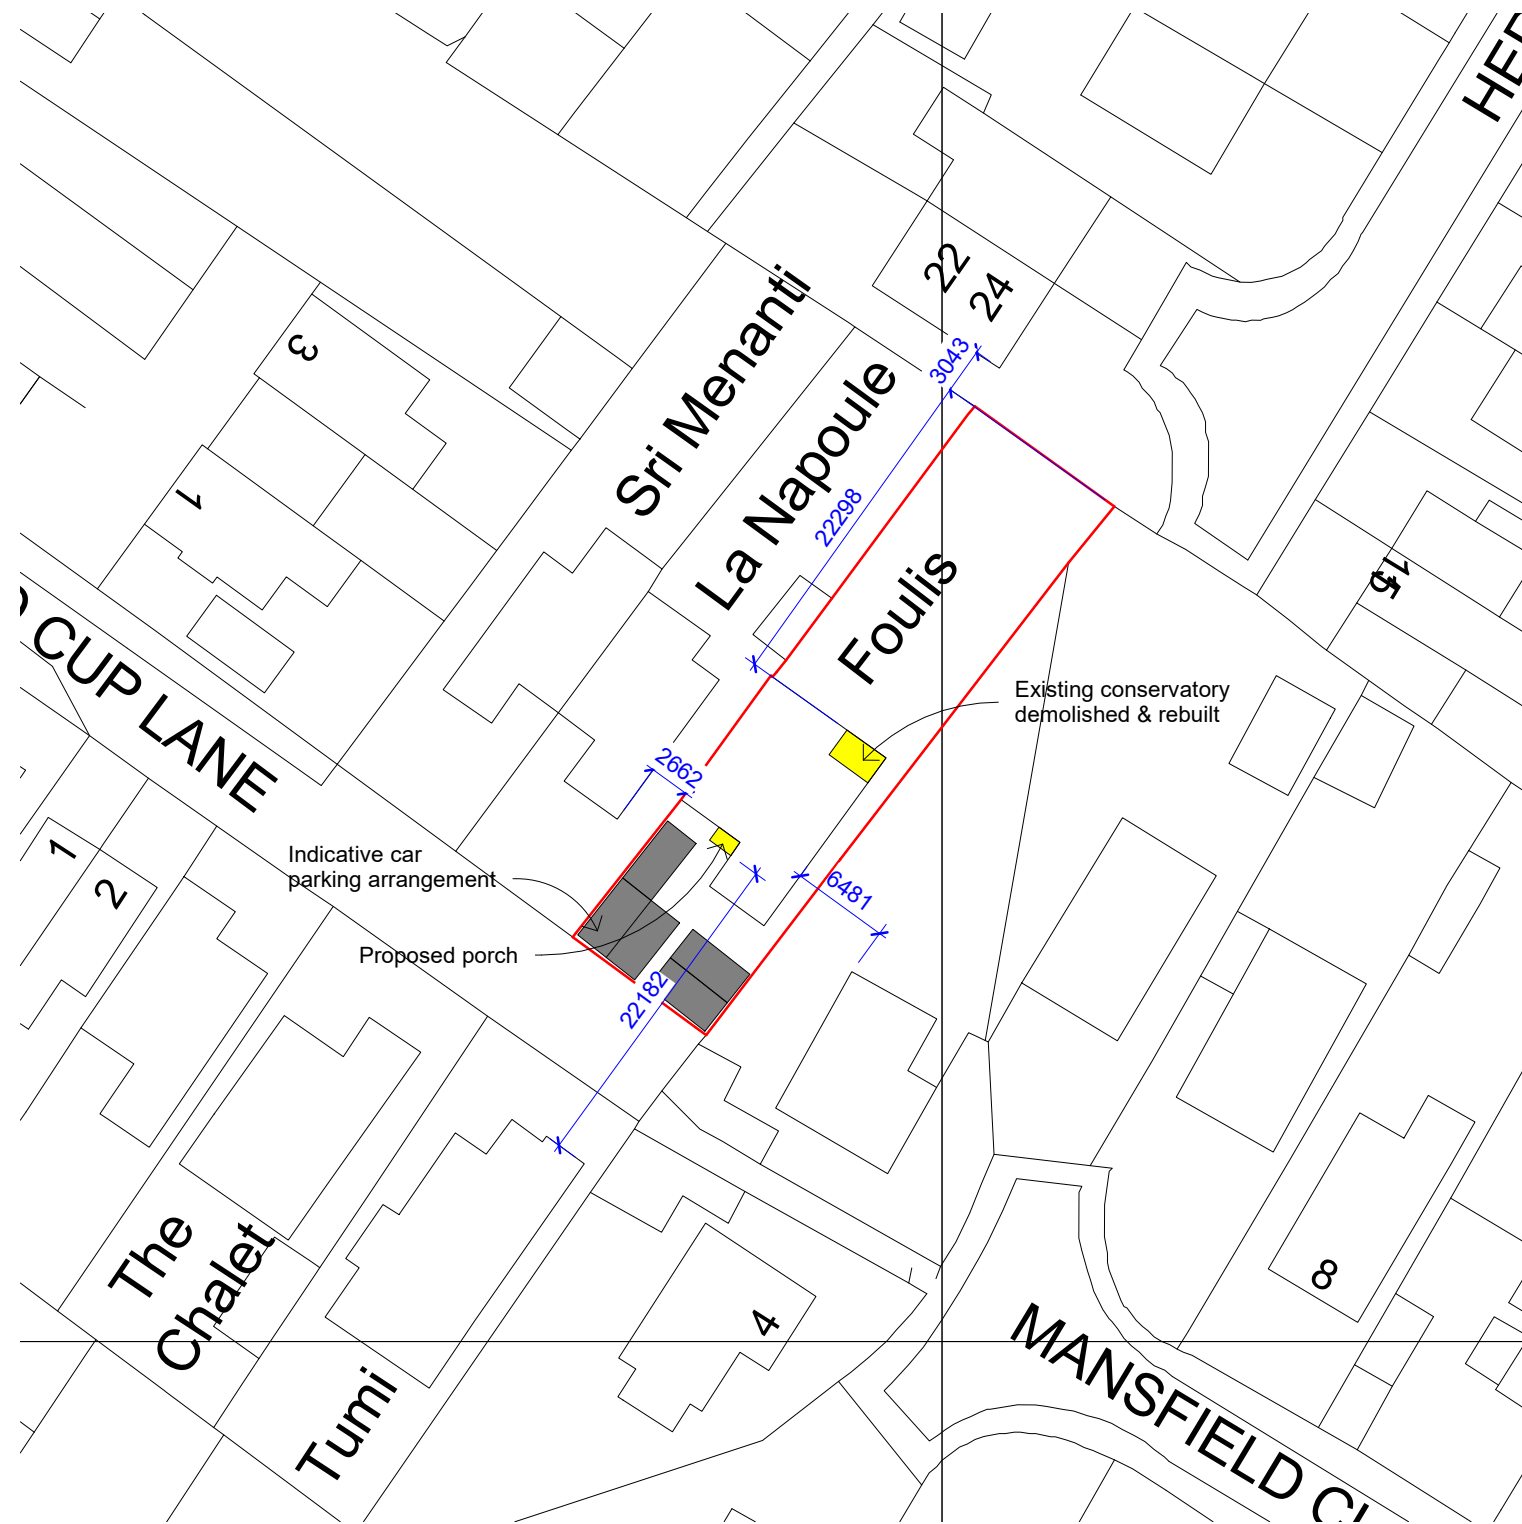 HE
22
24
3043
3
Sri Menanti
La Napoule
22298
1
Foulis
15
CUP LANE
Existing conservatory
demolished & rebuilt
2662
1
2
Indicative car
parking arrangement
6481
Proposed porch
22182
The
Chalet
8
4
MANSFIELD
Tumi